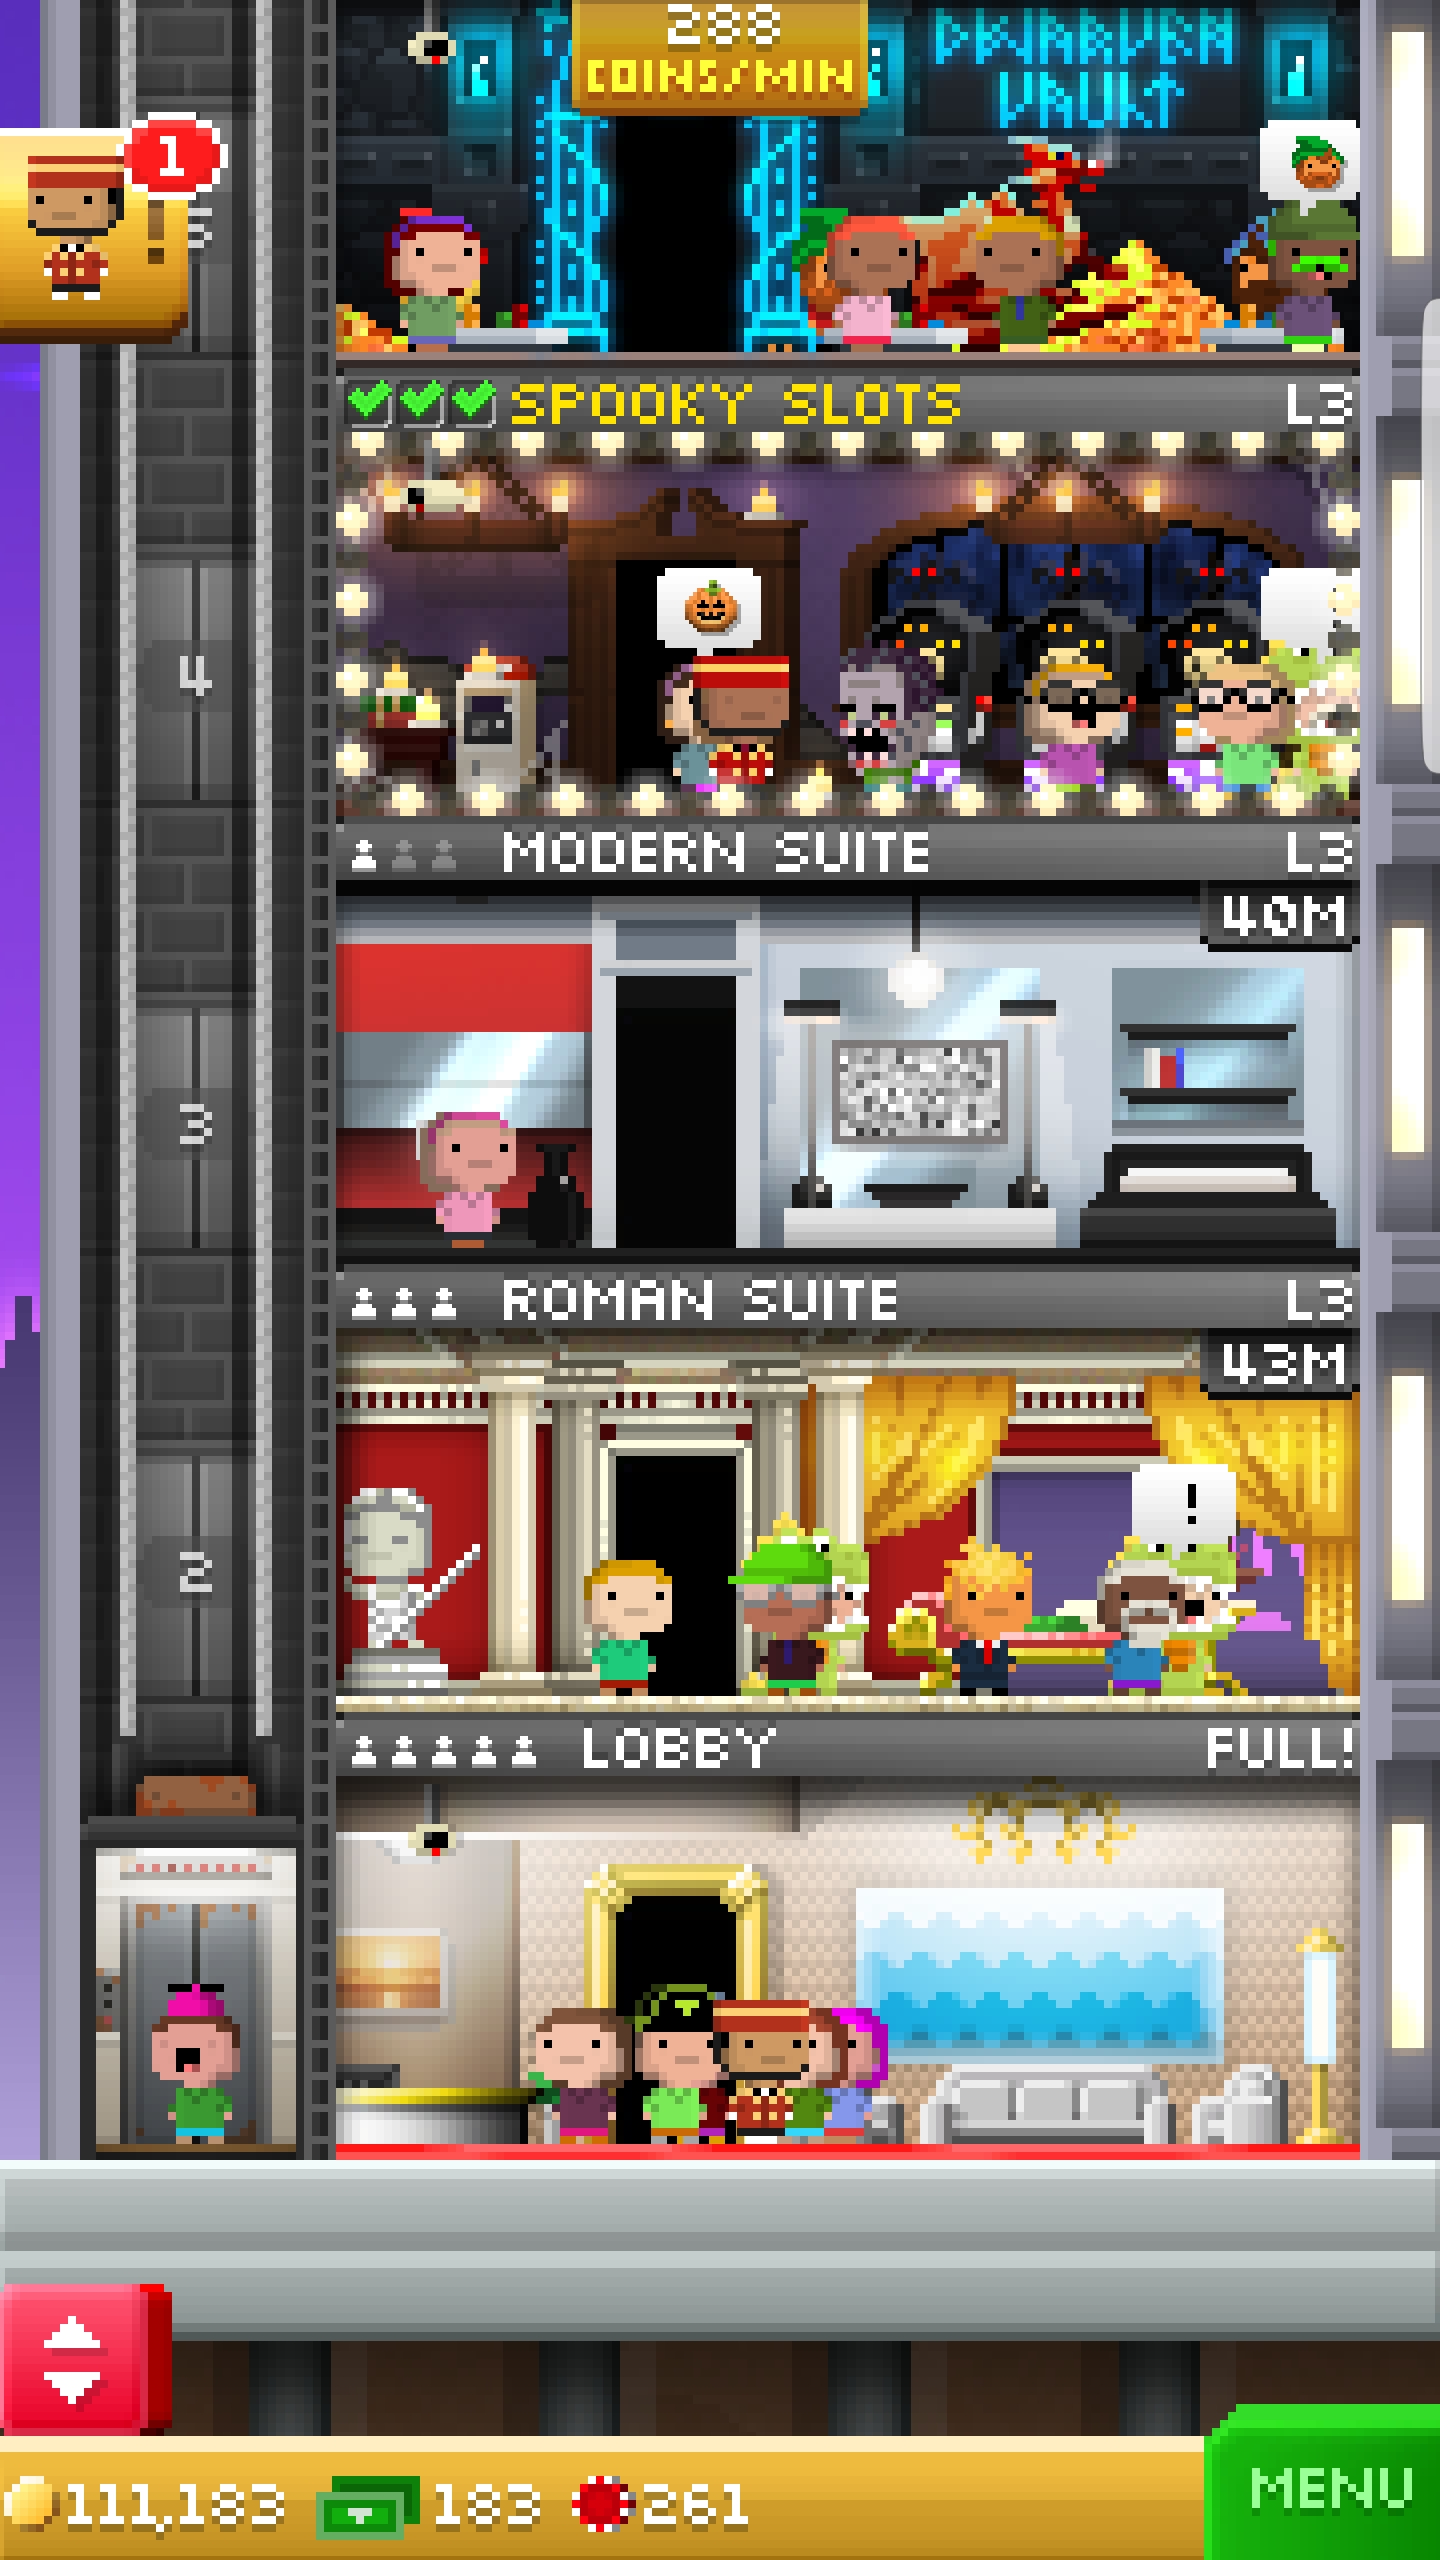 288
COINS/MIN
DWARVEN
VAULT
1
5
SPOOKY SLOTS L3
4
MODERN SUITE L3
40M
3
ROMAN SUITE L3
43M
!
2
LOBBY FULL!
MENU
111,183 183 261